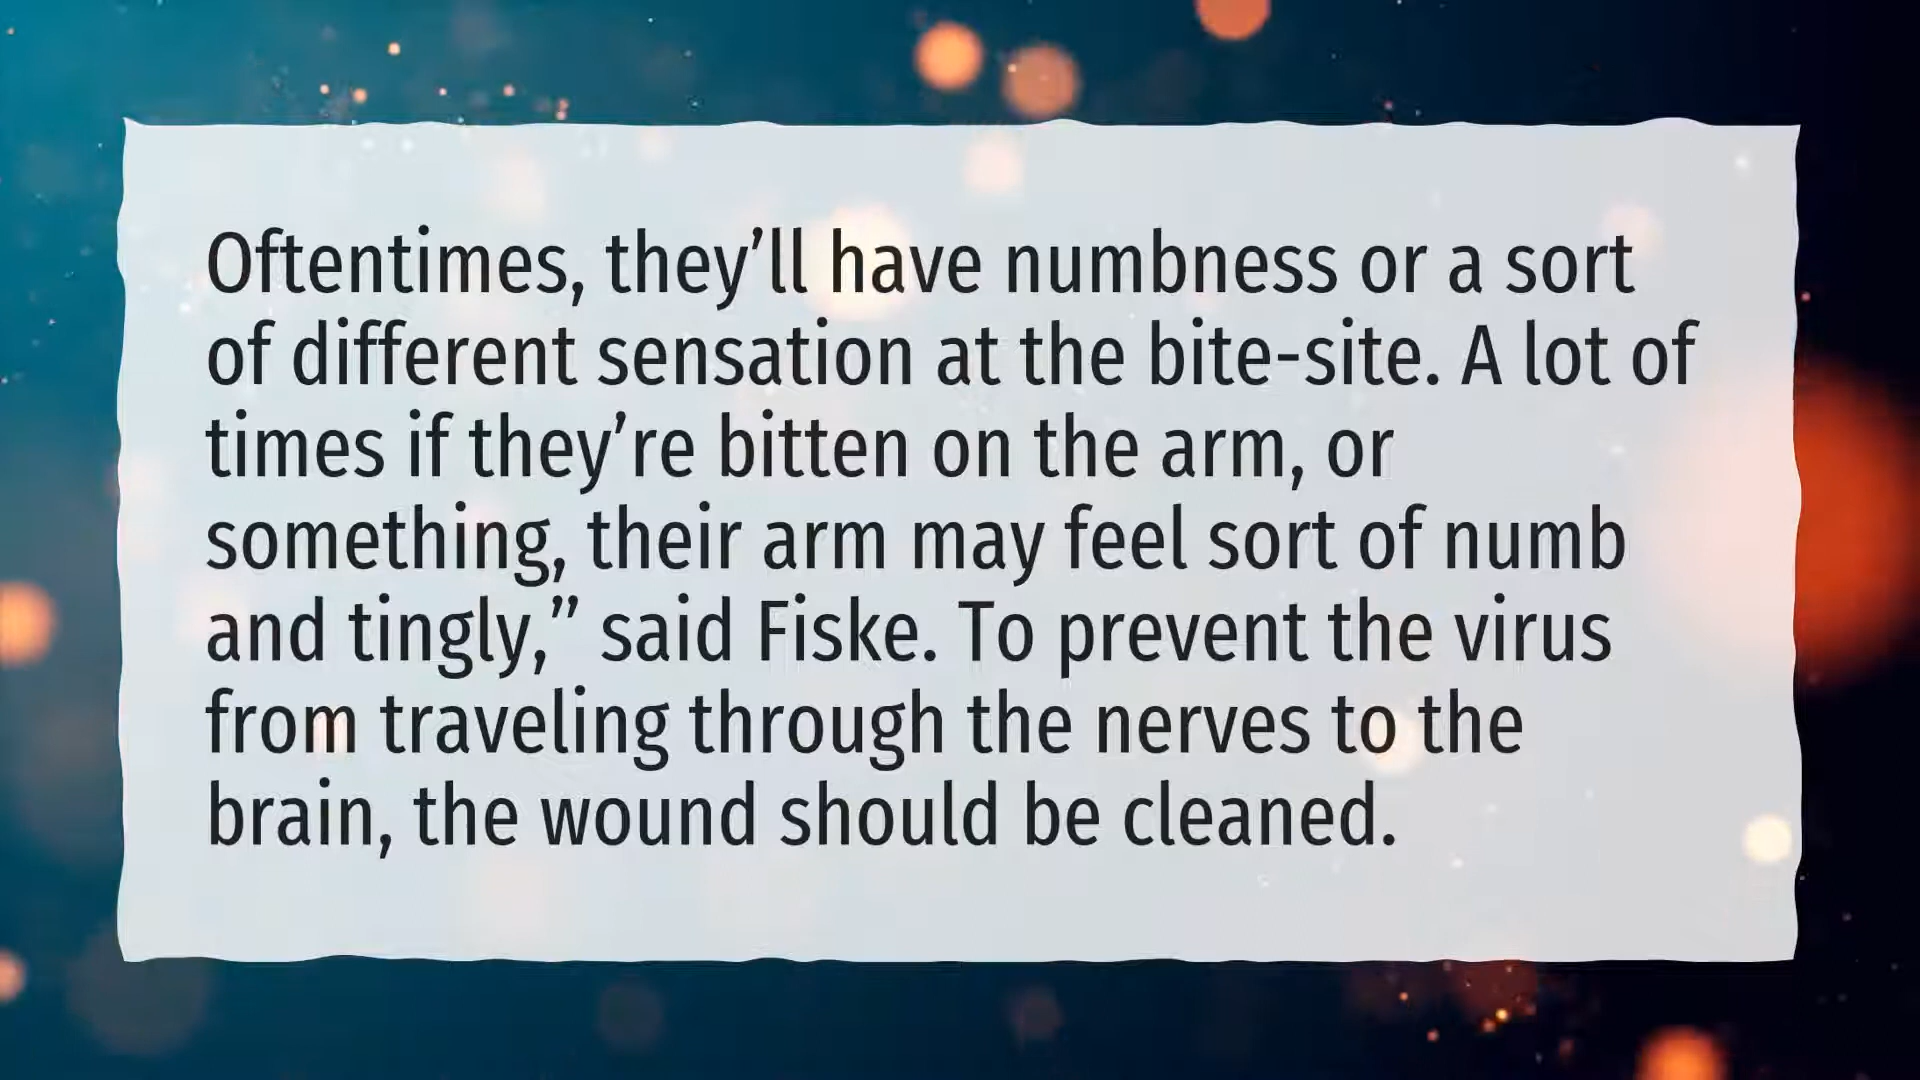 Oftentimes, they’ll have numbness or a sort
of different sensation at the bite-site. A lot of
times if they’re bitten on the arm, or
something, their arm may feel sort of numb
and tingly,” said Fiske. To prevent the virus
from traveling through the nerves to the
brain, the wound should be cleaned.